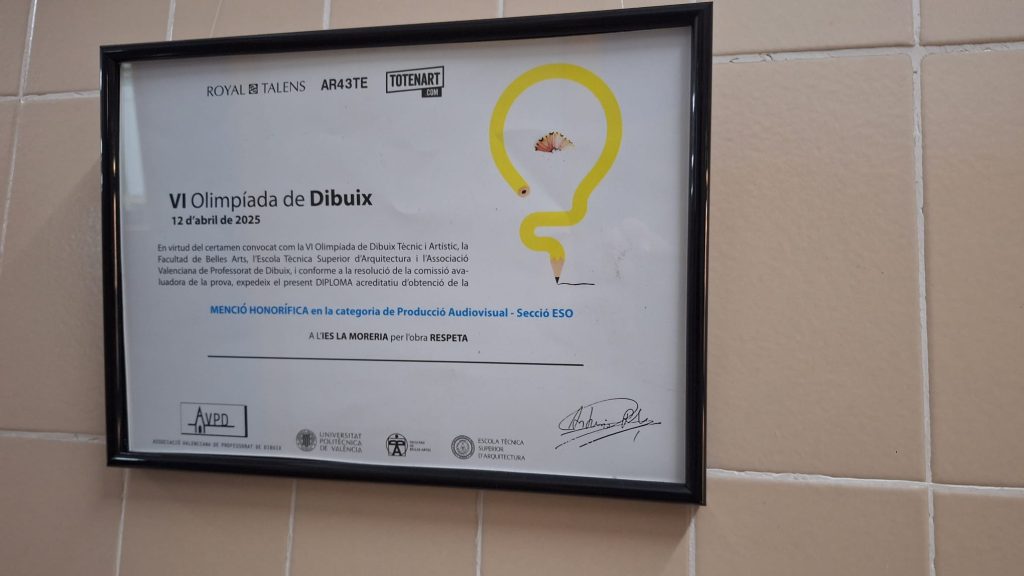 ROYAL TALENS AR43TE TOTENART
.COM
VI Olimpíada de Dibuix
12 d'abril de 2025
En virtud del certamen convocat com la VI Olimpíada de Dibuix Tècnic i Artístic, la
Facultad de Belles Arts, l'Escola Tècnica Superior d'Arquitectura i l'Associació
Valenciana de Professorat de Dibuix, i conforme a la resolució de la comissió ava-
luadora de la prova, expedeix el present DIPLOMA acreditatiu d'obtenció de la
MENCIÓ HONORÍFICA en la categoria de Producció Audiovisual - Secció ESO
A L'IES LA MORERIA per l'obra RESPETA
AVPD
ASSOCIACIÓ VALENCIANA DE PROFESSORAT DE DIBUIX
UNIVERSITAT
POLITÈCNICA
DE VALÈNCIA
FACULTAT DE
BELLES ARTS
ESCOLA TÈCNICA
SUPERIOR
D'ARQUITECTURA